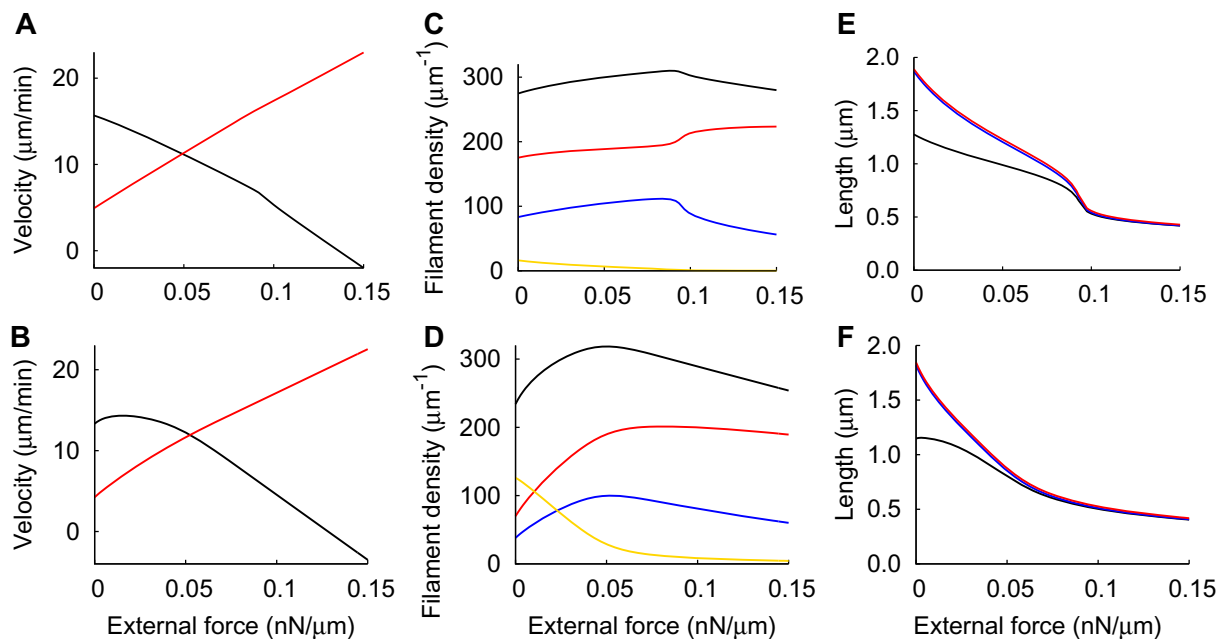 A
Velocity (μm/min)
20
10
0
0 0.05 0.1 0.15
C
Filament density (μm⁻¹)
300
200
100
0
0 0.05 0.1 0.15
E
Length (μm)
2.0
1.5
1.0
0.5
0.0
0 0.05 0.1 0.15
B
Velocity (μm/min)
20
10
0
0 0.05 0.1 0.15
External force (nN/μm)
D
Filament density (μm⁻¹)
300
200
100
0
0 0.05 0.1 0.15
External force (nN/μm)
F
Length (μm)
2.0
1.5
1.0
0.5
0.0
0 0.05 0.1 0.15
External force (nN/μm)